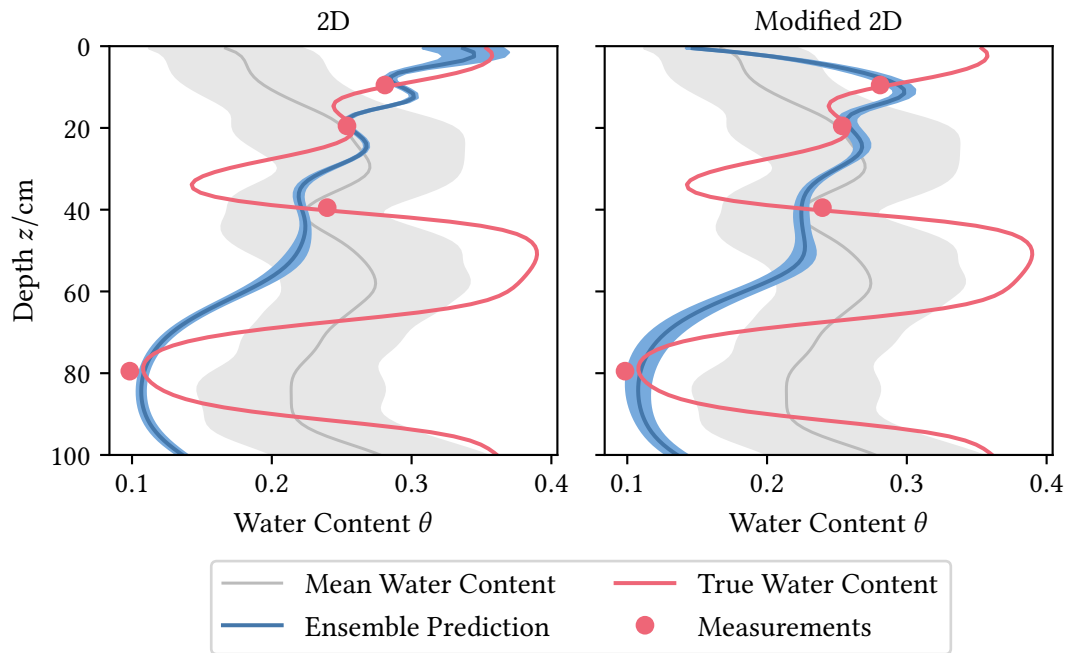 2D
Modified 2D
0
20
40
60
80
100
Depth z/cm
0.1 0.2 0.3 0.4
0.1 0.2 0.3 0.4
Water Content θ
Water Content θ
Mean Water Content
True Water Content
Ensemble Prediction
Measurements